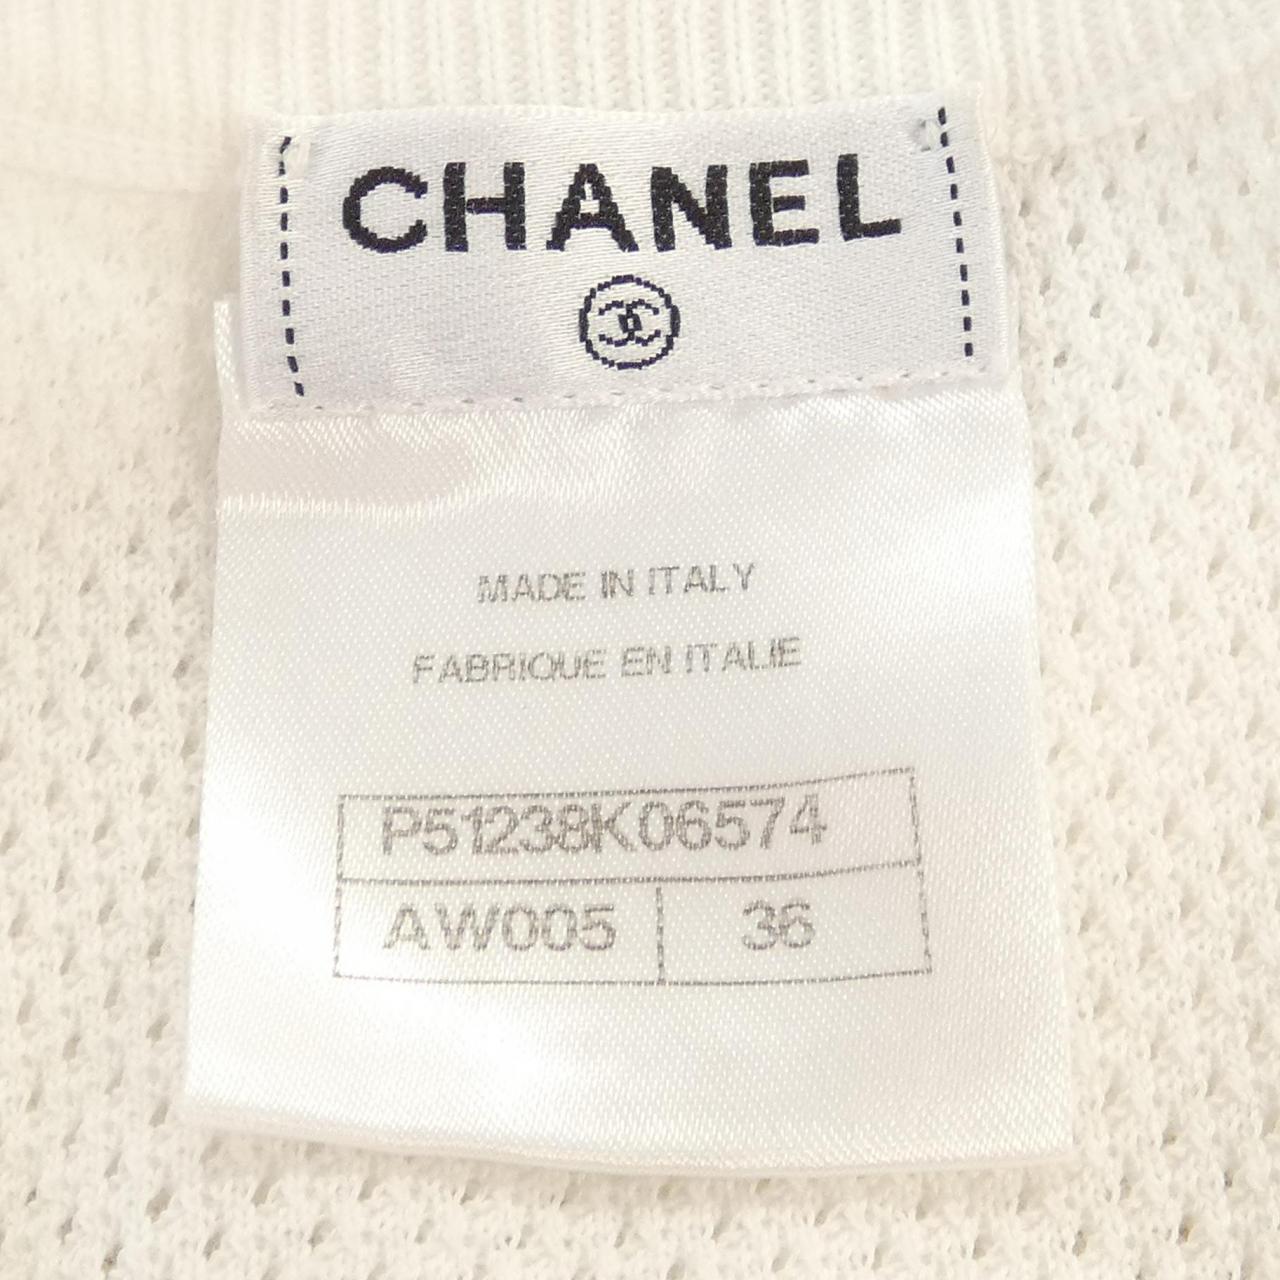 CHANEL
MADE IN ITALY
FABRIQUE EN ITALIE
P51238K06574
AW005 36